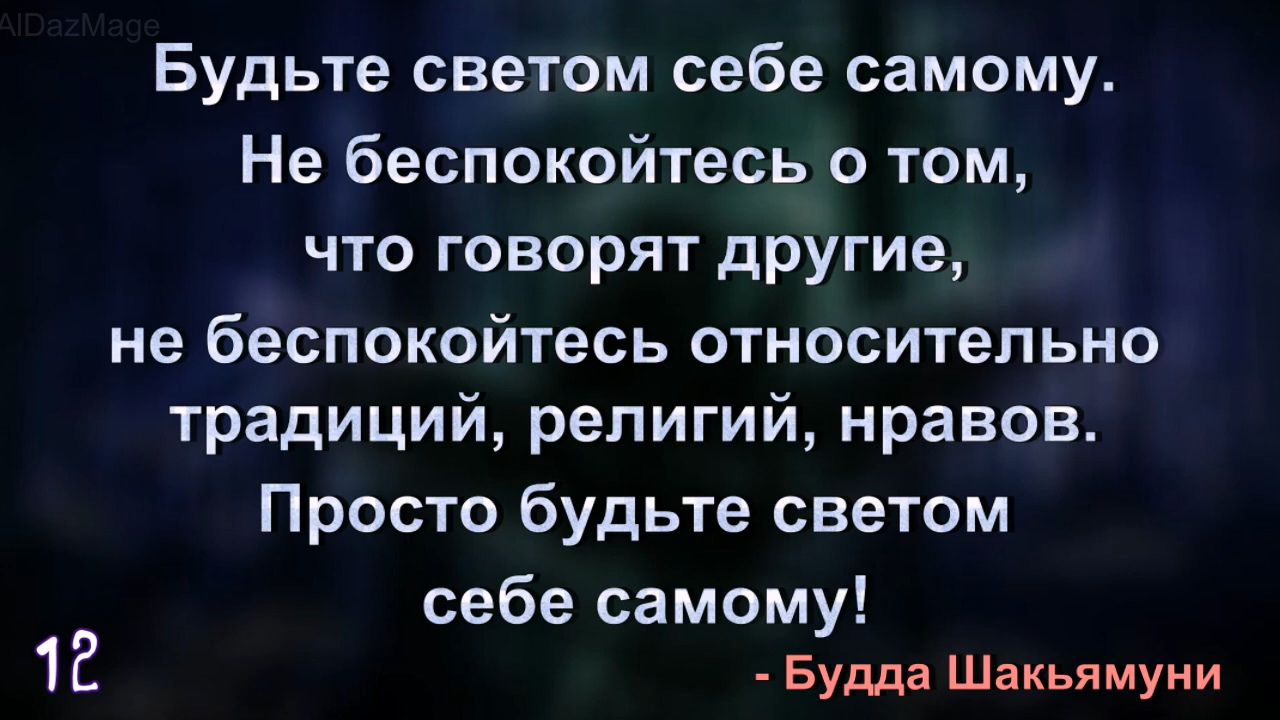 AlDazMage
Будьте светом себе самому.
Не беспокойтесь о том,
что говорят другие,
не беспокойтесь относительно
традиций, религий, нравов.
Просто будьте светом
себе самому!
12
- Будда Шакьямуни